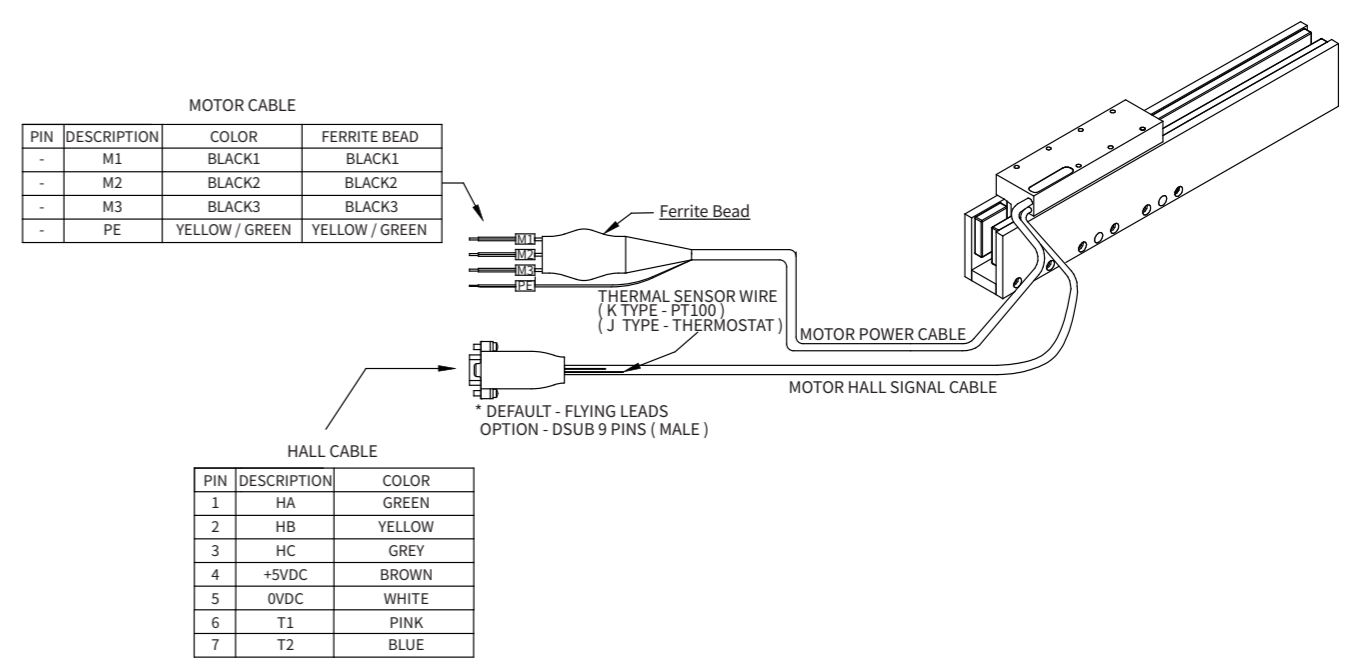 MOTOR CABLE
PIN DESCRIPTION COLOR FERRITE BEAD
- M1 BLACK1 BLACK1
- M2 BLACK2 BLACK2
- M3 BLACK3 BLACK3
- PE YELLOW / GREEN YELLOW / GREEN
Ferrite Bead
M1
M2
M3
PE
THERMAL SENSOR WIRE
( K TYPE - PT100 )
( J TYPE - THERMOSTAT )
MOTOR POWER CABLE
MOTOR HALL SIGNAL CABLE
* DEFAULT - FLYING LEADS
OPTION - DSUB 9 PINS ( MALE )
HALL CABLE
PIN DESCRIPTION COLOR
1 HA GREEN
2 HB YELLOW
3 HC GREY
4 +5VDC BROWN
5 0VDC WHITE
6 T1 PINK
7 T2 BLUE